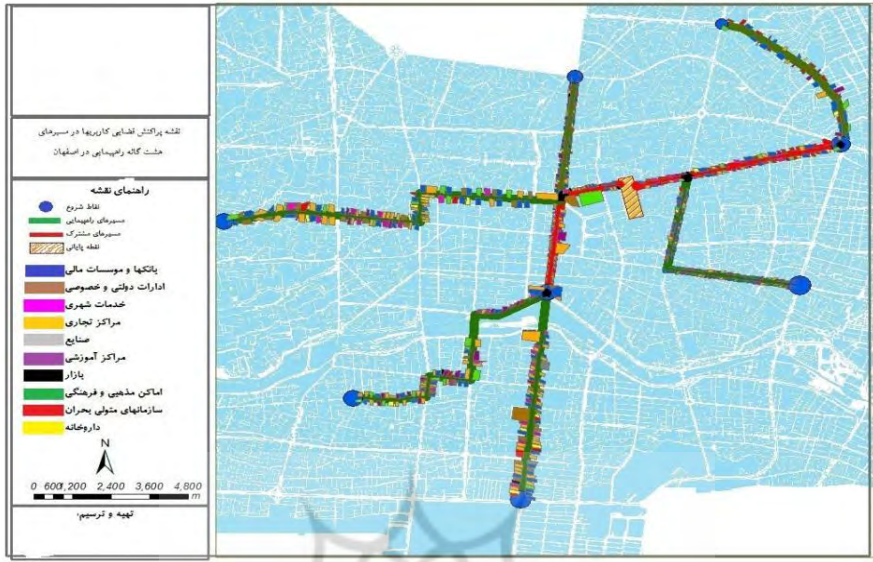 نقشه پراکنش فضایی کاربریها در مسیرهای
هشت گانه راهپیمایی در اصفهان
راهنمای نقشه
نقاط شروع
مسیرهای راهپیمایی
مسیرهای مشترک
نقطه پایانی
بانکها و موسسات مالی
ادارات دولتی و خصوصی
خدمات شهری
مراکز تجاری
صنایع
مراکز آموزشی
بازار
اماکن مذهبی و فرهنگی
سازمانهای متولی بحران
داروخانه
N
0 600 1,200 2,400 3,600 4,800
m
تهیه و ترسیم: